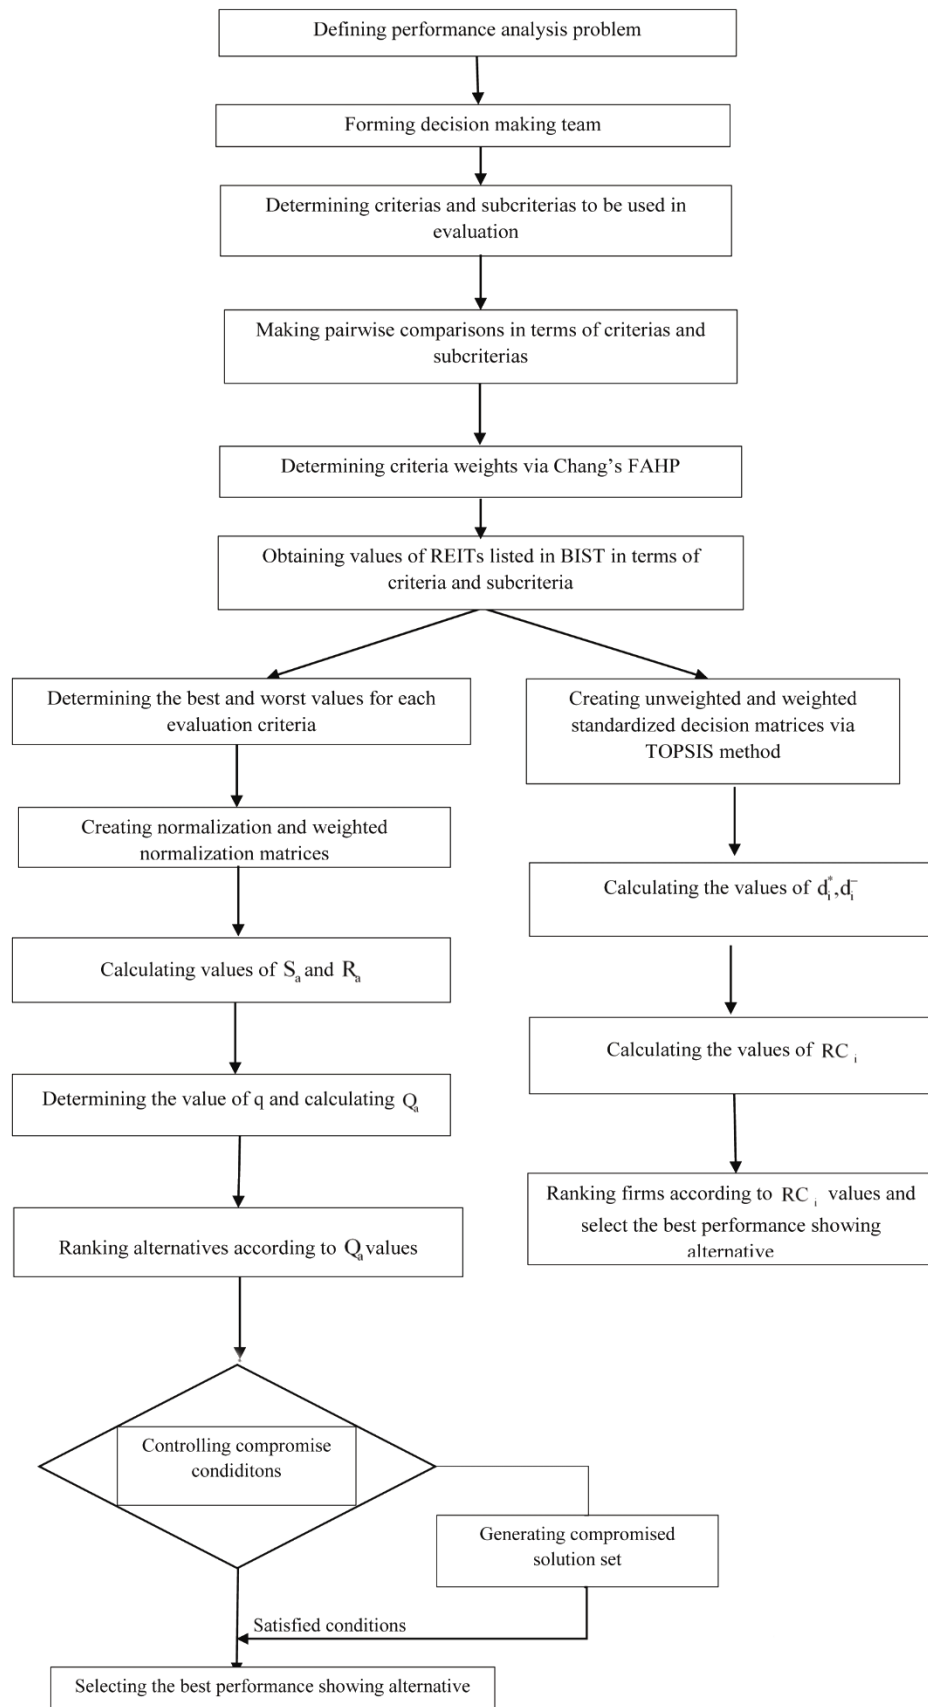 Defining performance analysis problem
Forming decision making team
Determining criterias and subcriterias to be used in
evaluation
Making pairwise comparisons in terms of criterias and
subcriterias
Determining criteria weights via Chang's FAHP
Obtaining values of REITs listed in BIST in terms of
criteria and subcriteria
Determining the best and worst values for each
evaluation criteria
Creating normalization and weighted
normalization matrices
Calculating values of Sₐ and Rₐ
Determining the value of q and calculating Qₐ
Ranking alternatives according to Qₐ values
Controlling compromise
condiditons
Generating compromised
solution set
Satisfied conditions
Selecting the best performance showing alternative
Creating unweighted and weighted
standardized decision matrices via
TOPSIS method
Calculating the values of dᵢ*,dᵢ⁻
Calculating the values of RC ᵢ
Ranking firms according to RC ᵢ values and
select the best performance showing
alternative